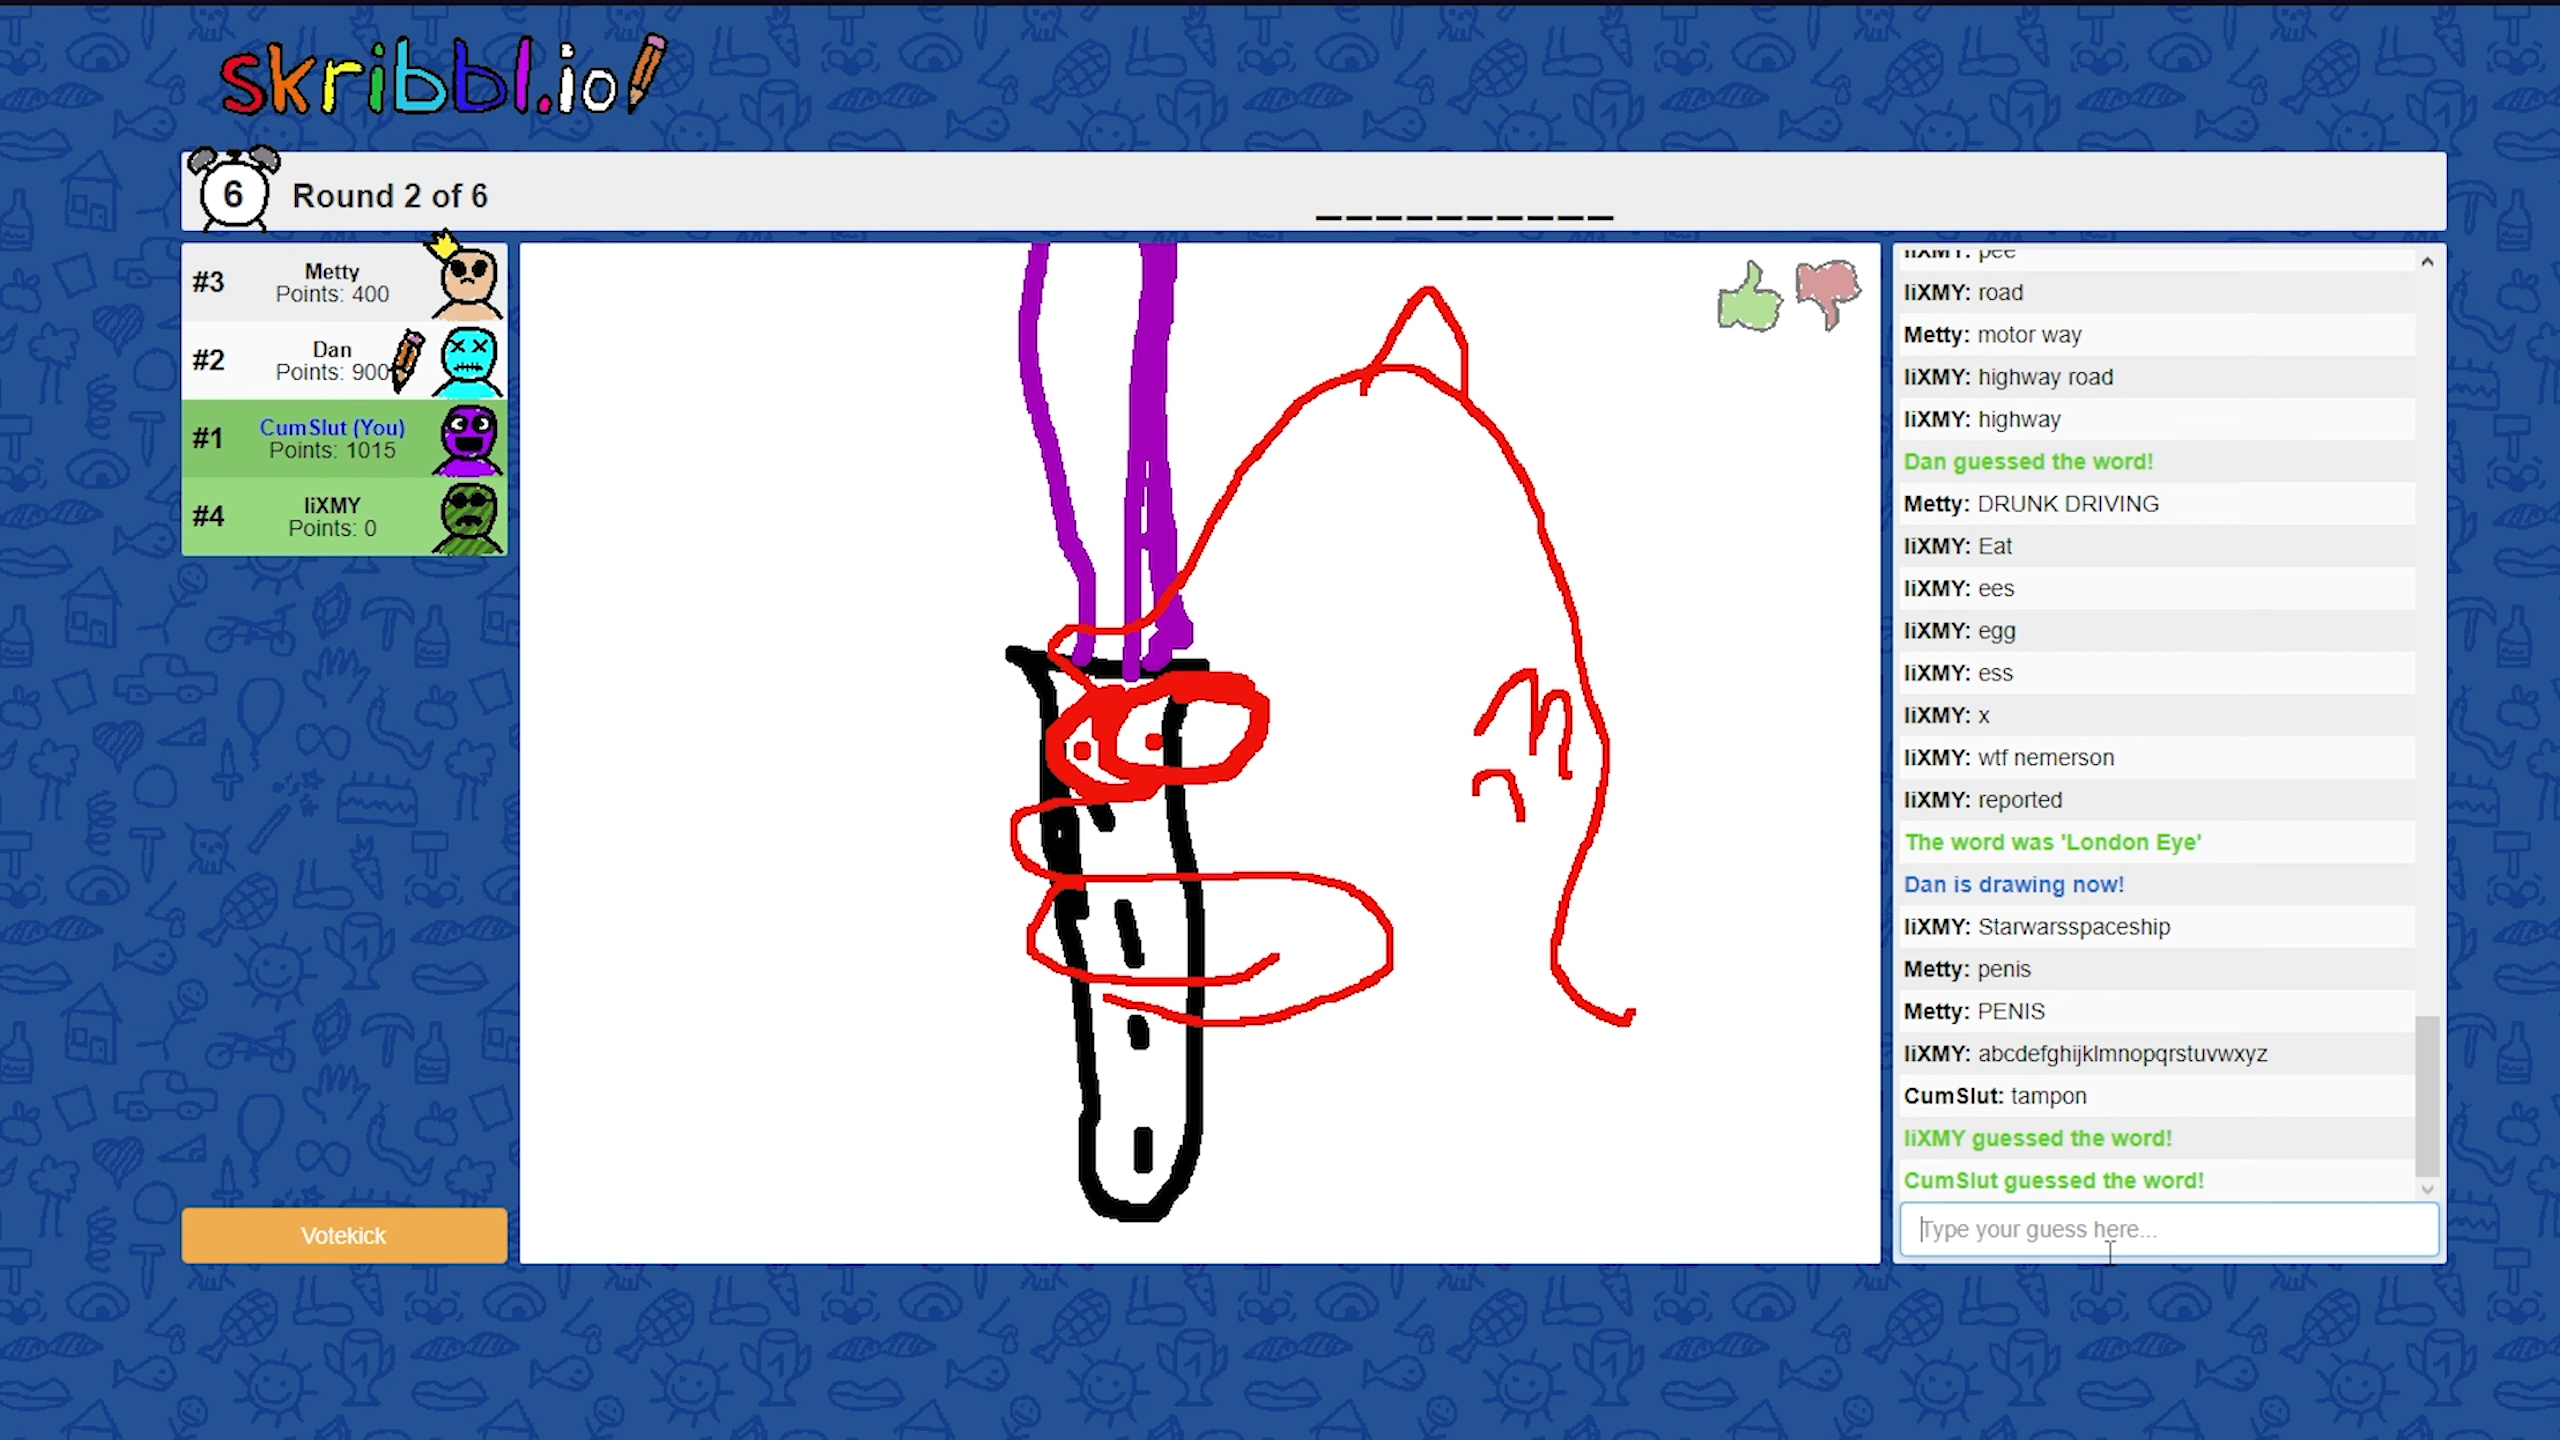 skribbl.io
6
Round 2 of 6
__________
#3
Metty
Points: 400
#2
Dan
Points: 900
#1
CumSlut (You)
Points: 1015
#4
liXMY
Points: 0
Votekick
liXMY: pee
liXMY: road
Metty: motor way
liXMY: highway road
liXMY: highway
Dan guessed the word!
Metty: DRUNK DRIVING
liXMY: Eat
liXMY: ees
liXMY: egg
liXMY: ess
liXMY: x
liXMY: wtf nemerson
liXMY: reported
The word was 'London Eye'
Dan is drawing now!
liXMY: Starwarsspaceship
Metty: penis
Metty: PENIS
liXMY: abcdefghijklmnopqrstuvwxyz
CumSlut: tampon
liXMY guessed the word!
CumSlut guessed the word!
Type your guess here...